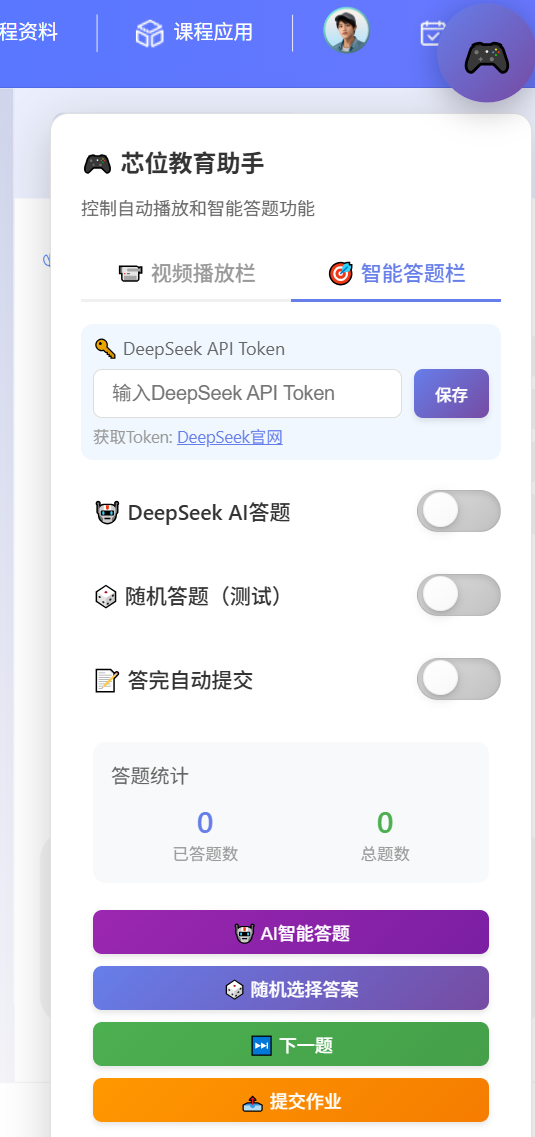 程资料
课程应用
芯位教育助手
控制自动播放和智能答题功能
视频播放栏
智能答题栏
DeepSeek API Token
输入DeepSeek API Token
保存
获取Token: DeepSeek官网
DeepSeek AI答题
随机答题（测试）
答完自动提交
答题统计
0
0
已答题数
总题数
AI智能答题
随机选择答案
下一题
提交作业